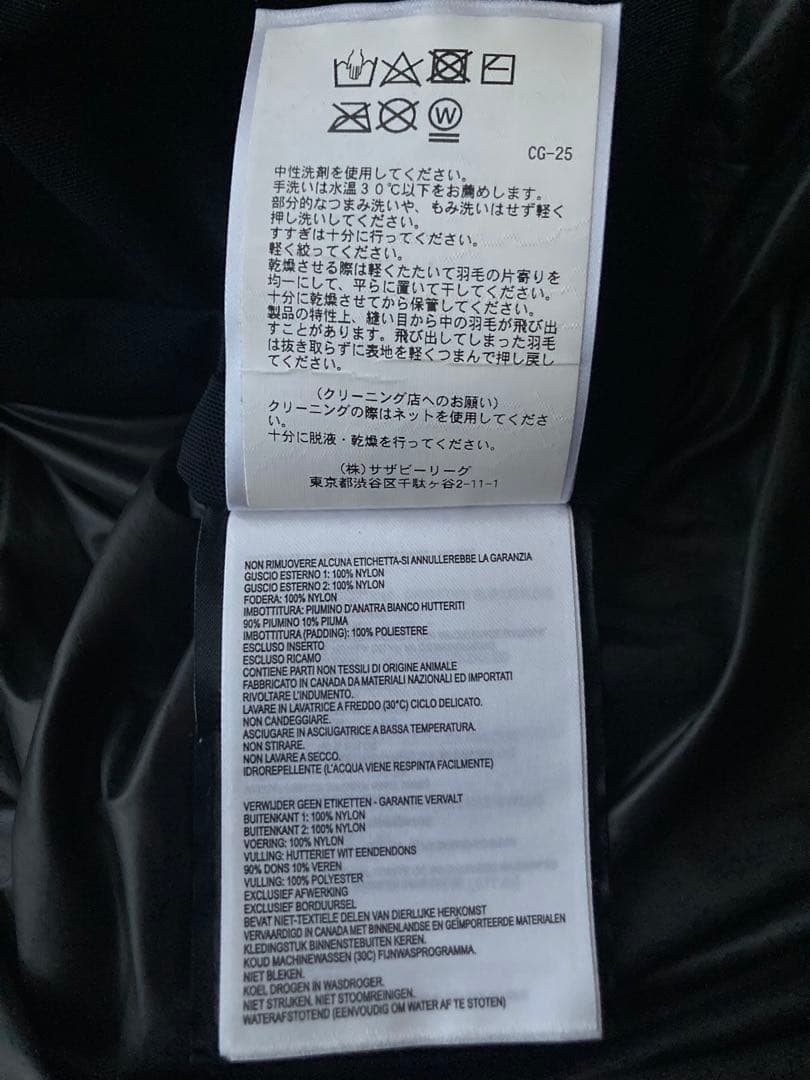 W
CG-25
中性洗剤を使用してください。
手洗いは水温30℃以下をお薦めします。
部分的なつまみ洗いや、もみ洗いはせず軽く
押し洗いしてください。
すすぎは十分に行ってください。
軽く絞ってください。
乾燥させる際は軽くたたいて羽毛の片寄りを
均一にして、平らに置いて干してください。
十分に乾燥させてから保管してください。
製品の特性上、縫い目から中の羽毛が飛び出
すことがあります。飛び出してしまった羽毛
は抜き取らずに表地を軽くつまんで押し戻し
てください。
(クリーニング店へのお願い)
クリーニングの際はネットを使用してくださ
い。
十分に脱液・乾燥を行ってください。
(株)サザビーリーグ
東京都渋谷区千駄ヶ谷2-11-1
NON RIMUOVERE ALCUNA ETICHETTA-SI ANNULLEREBBE LA GARANZIA
GUSCIO ESTERNO 1: 100% NYLON
GUSCIO ESTERNO 2: 100% NYLON
FODERA: 100% NYLON
IMBOTTITURA: PIUMINO D'ANATRA BIANCO HUTTERITI
90% PIUMINO 10% PIUMA
IMBOTTITURA (PADDING): 100% POLIESTERE
ESCLUSO INSERTO
ESCLUSO RICAMO
CONTIENE PARTI NON TESSILI DI ORIGINE ANIMALE
FABBRICATO IN CANADA DA MATERIALI NAZIONALI ED IMPORTATI
RIVOLTARE L'INDUMENTO.
LAVARE IN LAVATRICE A FREDDO (30°C) CICLO DELICATO.
NON CANDEGGIARE.
ASCIUGARE IN ASCIUGATRICE A BASSA TEMPERATURA.
NON STIRARE.
NON LAVARE A SECCO.
IDROREPELLENTE (L'ACQUA VIENE RESPINTA FACILMENTE)
VERWIJDER GEEN ETIKETTEN - GARANTIE VERVALT
BUITENKANT 1: 100% NYLON
BUITENKANT 2: 100% NYLON
VOERING: 100% NYLON
VULLING: HUTTERIET WIT EENDENDONS
90% DONS 10% VEREN
VULLING: 100% POLYESTER
EXCLUSIEF AFWERKING
EXCLUSIEF BORDUURSEL
BEVAT NIET-TEXTIELE DELEN VAN DIERLIJKE HERKOMST
VERVAARDIGD IN CANADA MET BINNENLANDSE EN GEÏMPORTEERDE MATERIALEN
KLEDINGSTUK BINNENSTEBUITEN KEREN.
KOUD MACHINEWASSEN (30C) FIJNWASPROGRAMMA.
NIET BLEKEN.
KOEL DROGEN IN WASDROGER.
NIET STRIJKEN, NIET STOOMREINIGEN.
WATERAFSTOTEND (EENVOUDIG OM WATER AF TE STOTEN)